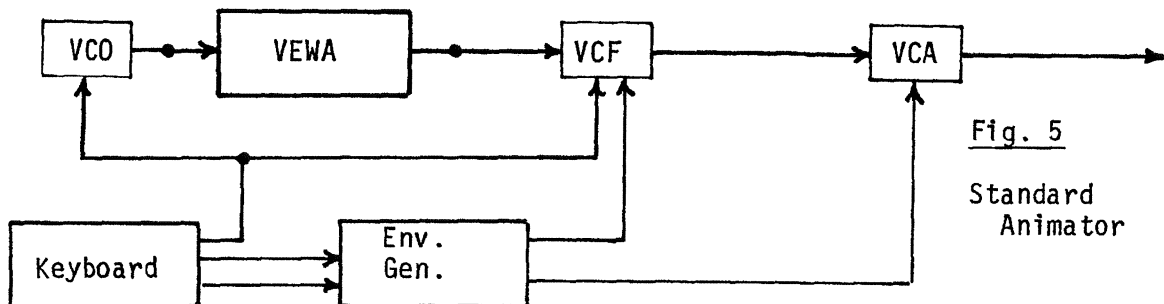 VCO
VEWA
VCF
VCA
Fig. 5
Standard
Animator
Keyboard
Env.
Gen.